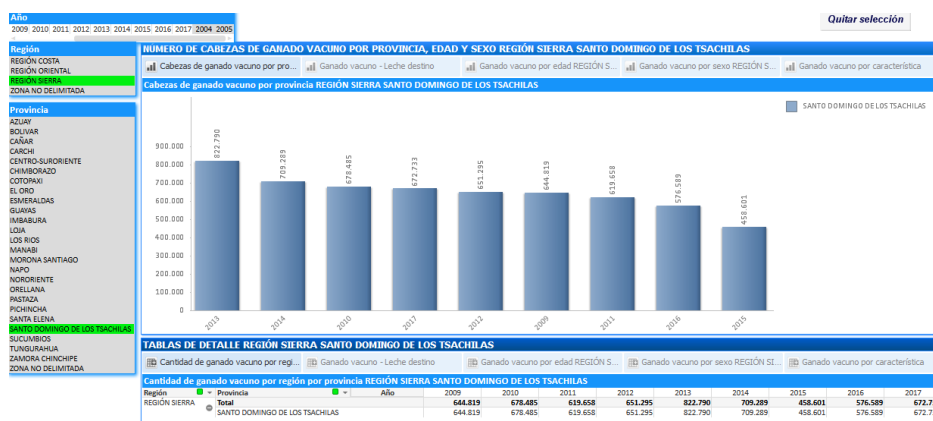 Año
2009 2010 2011 2012 2013 2014 2015 2016 2017 2004 2005
Quitar selección
Región
REGIÓN COSTA
REGIÓN ORIENTAL
REGIÓN SIERRA
ZONA NO DELIMITADA
Provincia
AZUAY
BOLIVAR
CAÑAR
CARCHI
CENTRO-SURORIENTE
CHIMBORAZO
COTOPAXI
EL ORO
ESMERALDAS
GUAYAS
IMBABURA
LOJA
LOS RIOS
MANABI
MORONA SANTIAGO
NAPO
NORORIENTE
ORELLANA
PASTAZA
PICHINCHA
SANTA ELENA
SANTO DOMINGO DE LOS TSACHILAS
SUCUMBIOS
TUNGURAHUA
ZAMORA CHINCHIPE
ZONA NO DELIMITADA
NÚMERO DE CABEZAS DE GANADO VACUNO POR PROVINCIA, EDAD Y SEXO REGIÓN SIERRA SANTO DOMINGO DE LOS TSACHILAS
Cabezas de ganado vacuno por pro... Ganado vacuno - Leche destino Ganado vacuno por edad REGIÓN S... Ganado vacuno por sexo REGIÓN S... Ganado vacuno por característica
Cabezas de ganado vacuno por provincia REGIÓN SIERRA SANTO DOMINGO DE LOS TSACHILAS
SANTO DOMINGO DE LOS TSACHILAS
900.000
800.000
700.000
600.000
500.000
400.000
300.000
200.000
100.000
0
822.790
709.289
678.485
672.733
651.295
644.819
619.658
576.589
458.601
2013
2014
2010
2017
2012
2009
2011
2016
2015
TABLAS DE DETALLE REGIÓN SIERRA SANTO DOMINGO DE LOS TSACHILAS
Cantidad de ganado vacuno por regi... Ganado vacuno - Leche destino Ganado vacuno por edad REGIÓN S... Ganado vacuno por sexo REGIÓN SI... Ganado vacuno por característica
Cantidad de ganado vacuno por región por provincia REGIÓN SIERRA SANTO DOMINGO DE LOS TSACHILAS
Región Provincia Año 2009 2010 2011 2012 2013 2014 2015 2016 2017
REGIÓN SIERRA Total 644.819 678.485 619.658 651.295 822.790 709.289 458.601 576.589 672.7
SANTO DOMINGO DE LOS TSACHILAS 644.819 678.485 619.658 651.295 822.790 709.289 458.601 576.589 672.7